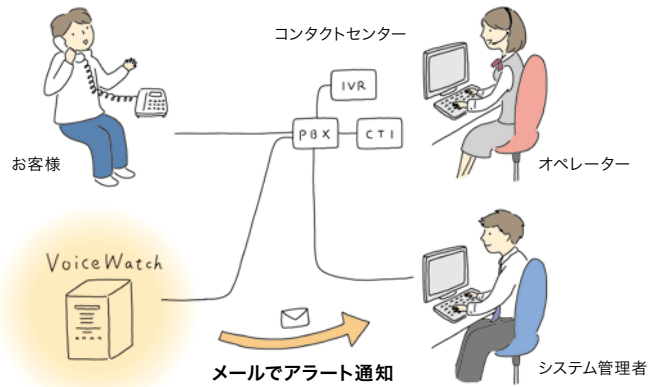 コンタクトセンター
IVR
PBX
CTI
お客様
オペレーター
VoiceWatch
メールでアラート通知
システム管理者